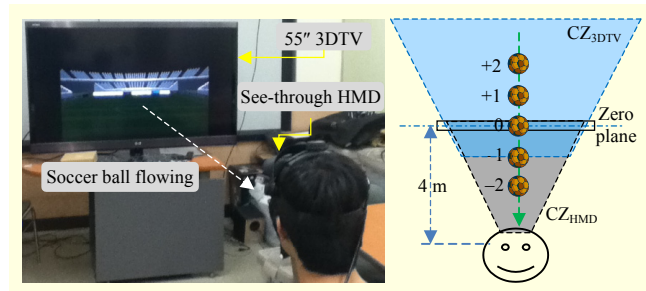 55″ 3DTV
See-through HMD
Soccer ball flowing
CZ3DTV
+2
+1
0
Zero
plane
−1
−2
4 m
CZHMD